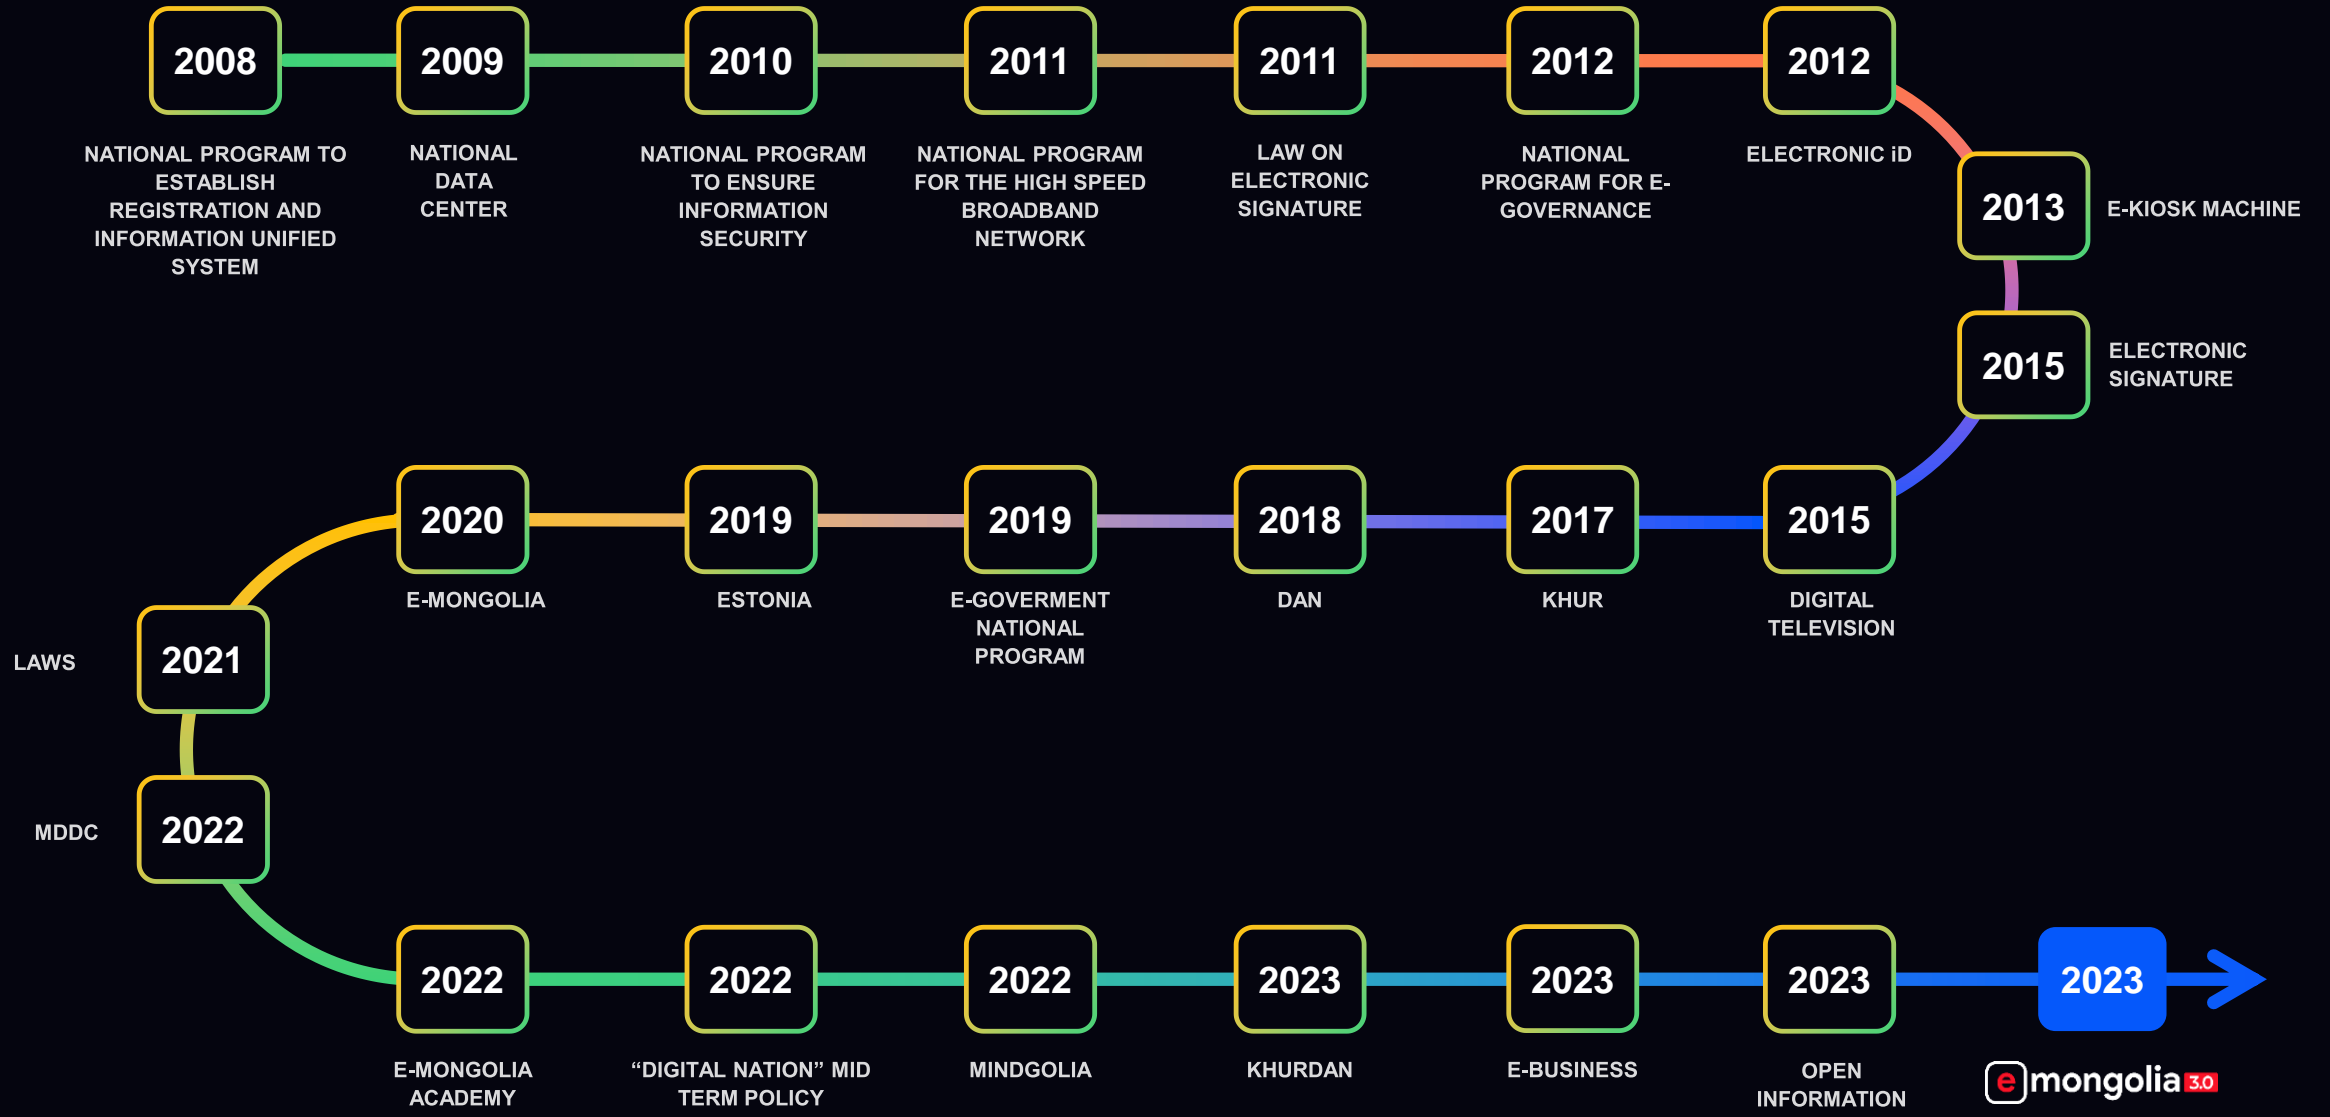 2008
NATIONAL PROGRAM TO
ESTABLISH
REGISTRATION AND
INFORMATION UNIFIED
SYSTEM
2009
NATIONAL
DATA
CENTER
2010
NATIONAL PROGRAM
TO ENSURE
INFORMATION
SECURITY
2011
NATIONAL PROGRAM
FOR THE HIGH SPEED
BROADBAND
NETWORK
2011
LAW ON
ELECTRONIC
SIGNATURE
2012
NATIONAL
PROGRAM FOR E-
GOVERNANCE
2012
ELECTRONIC iD
2013
E-KIOSK MACHINE
2015
ELECTRONIC
SIGNATURE
2015
DIGITAL
TELEVISION
2017
KHUR
2018
DAN
2019
E-GOVERMENT
NATIONAL
PROGRAM
2019
ESTONIA
2020
E-MONGOLIA
2021
LAWS
2022
MDDC
2022
E-MONGOLIA
ACADEMY
2022
“DIGITAL NATION” MID
TERM POLICY
2022
MINDGOLIA
2023
KHURDAN
2023
E-BUSINESS
2023
OPEN
INFORMATION
2023
e mongolia 3.0